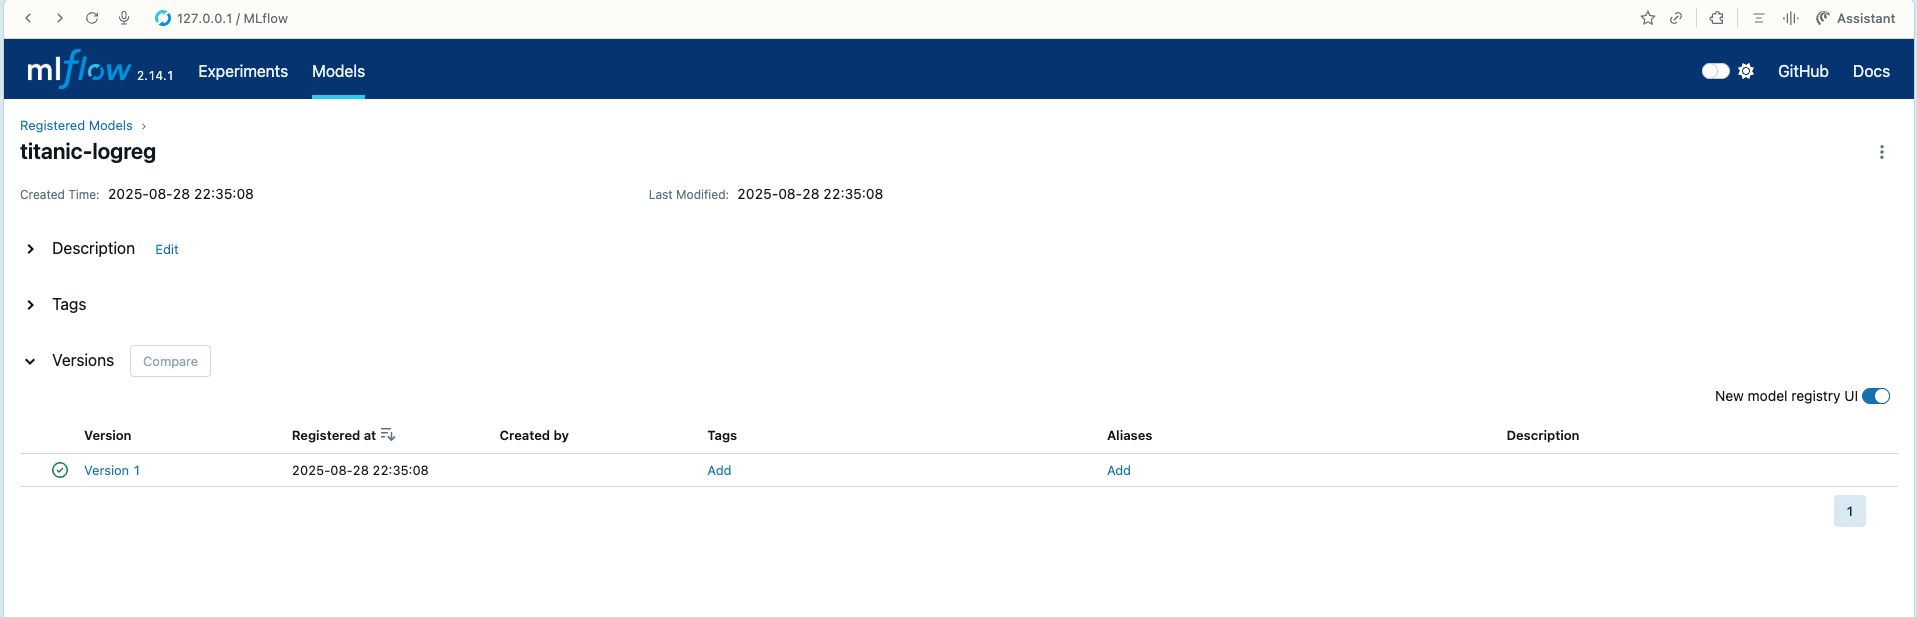 127.0.0.1 / MLflow
Assistant
mlflow 2.14.1 Experiments Models GitHub Docs
Registered Models ›
titanic-logreg
Created Time: 2025-08-28 22:35:08 Last Modified: 2025-08-28 22:35:08
Description Edit
Tags
Versions Compare
New model registry UI
Version Registered at Created by Tags Aliases Description
Version 1 2025-08-28 22:35:08 Add Add
1